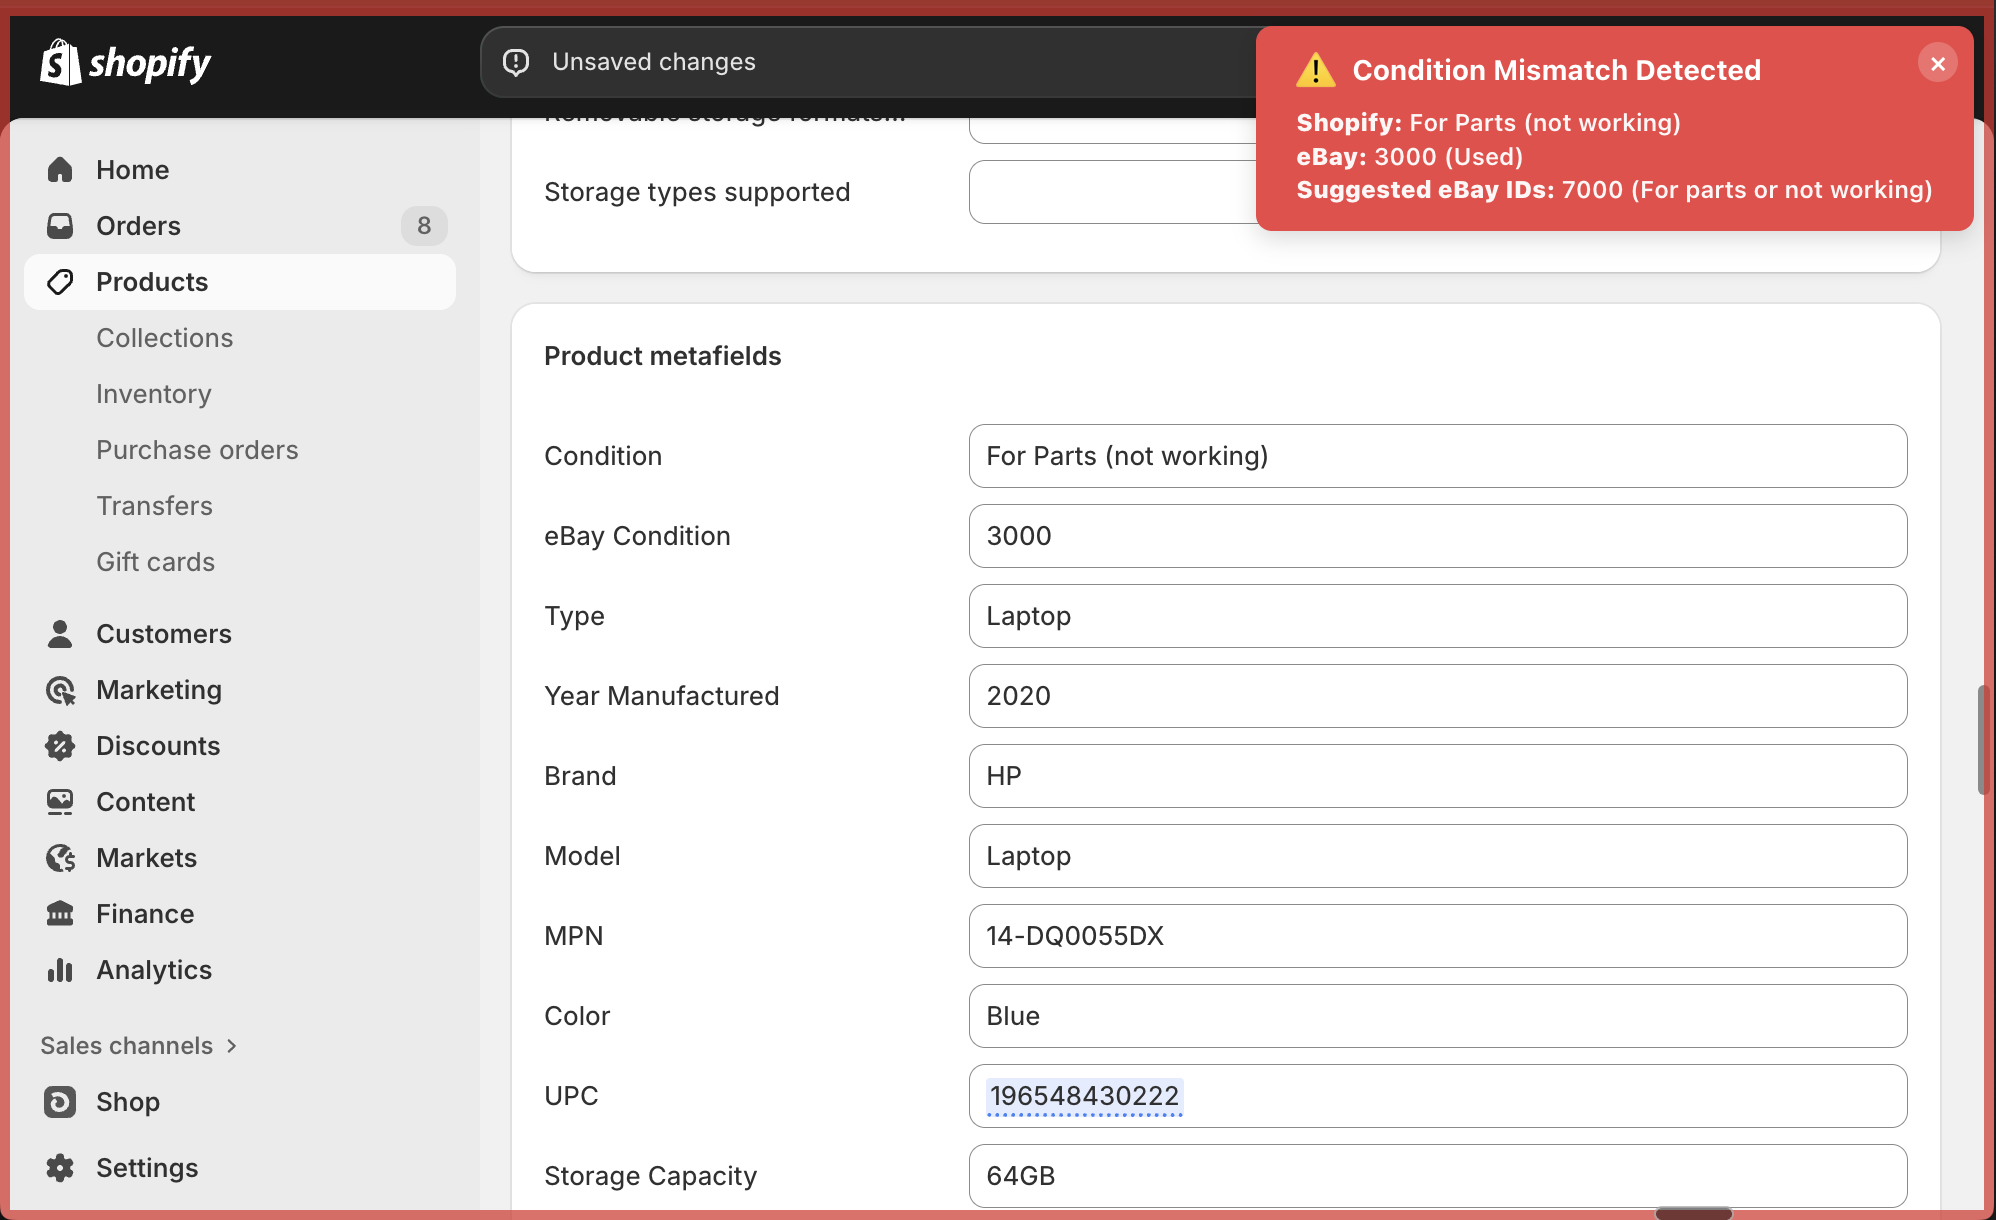 shopify
Unsaved changes
Condition Mismatch Detected
Shopify: For Parts (not working)
eBay: 3000 (Used)
Suggested eBay IDs: 7000 (For parts or not working)
Home
Orders
8
Products
Collections
Inventory
Purchase orders
Transfers
Gift cards
Customers
Marketing
Discounts
Content
Markets
Finance
Analytics
Sales channels
Shop
Settings
Removable storage formats...
Storage types supported
Product metafields
Condition
For Parts (not working)
eBay Condition
3000
Type
Laptop
Year Manufactured
2020
Brand
HP
Model
Laptop
MPN
14-DQ0055DX
Color
Blue
UPC
196548430222
Storage Capacity
64GB